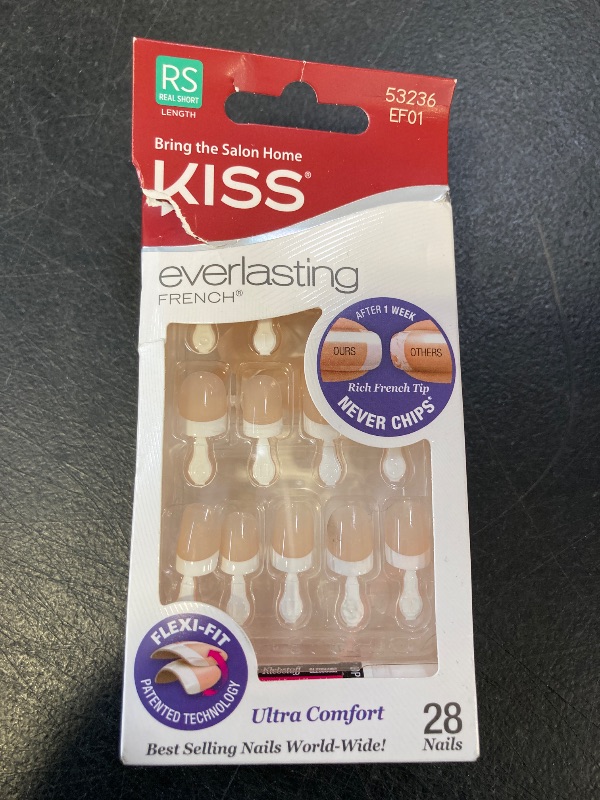 RS
REAL SHORT
LENGTH
53236
EF01
Bring the Salon Home
KISS®
everlasting
FRENCH®
AFTER 1 WEEK
OURS
OTHERS
Rich French Tip
NEVER CHIPS*
FLEXI-FIT
PATENTED TECHNOLOGY
Klebstoff
Ultra Comfort
28
Nails
Best Selling Nails World-Wide!